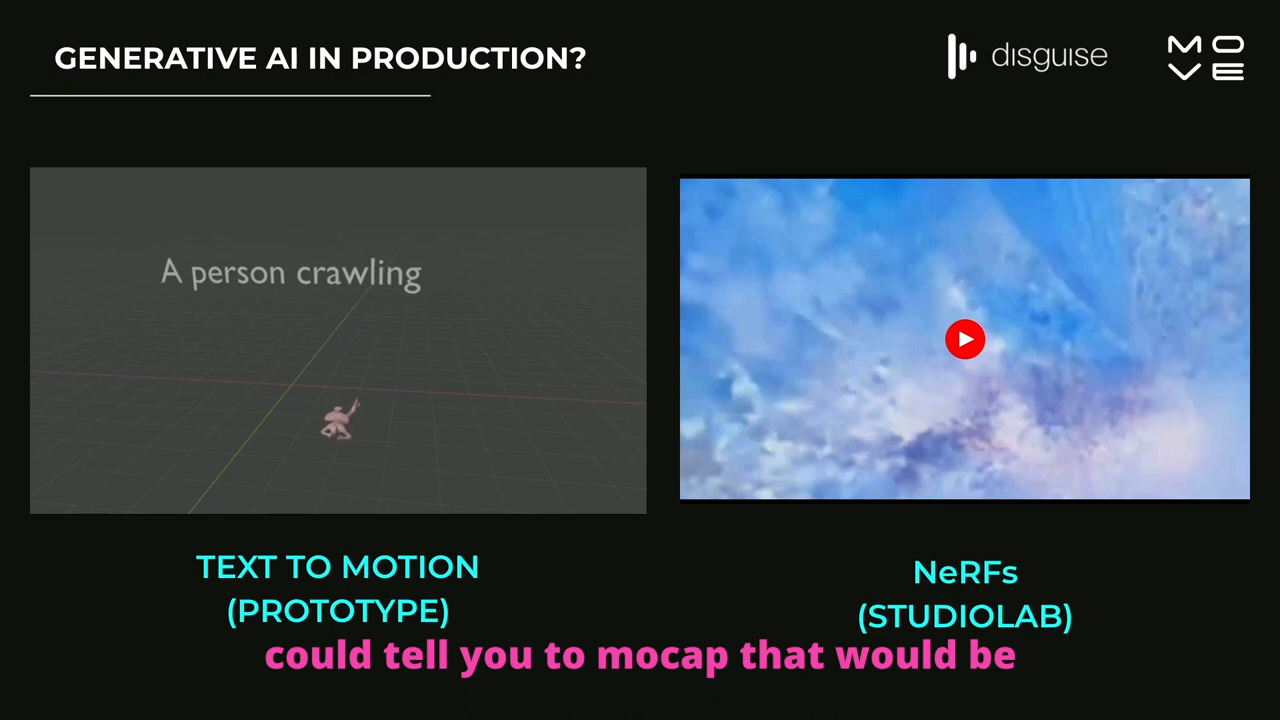 GENERATIVE AI IN PRODUCTION?
disguise
MOVE
A person crawling
TEXT TO MOTION
(PROTOTYPE)
NeRFs
(STUDIOLAB)
could tell you to mocap that would be